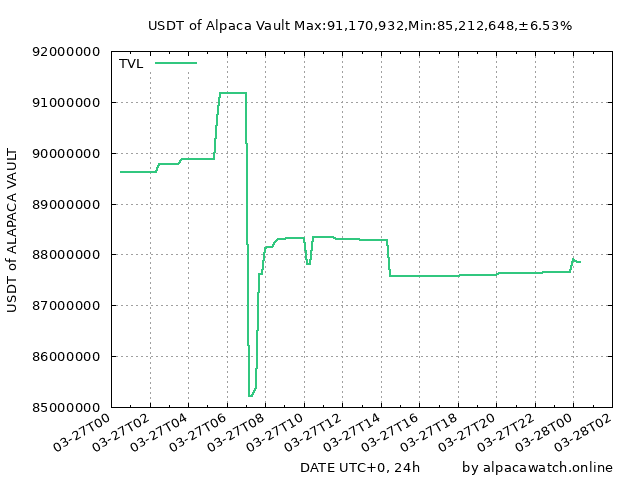 USDT of Alpaca Vault Max:91,170,932,Min:85,212,648,±6.53%
TVL
92000000
91000000
90000000
89000000
88000000
87000000
86000000
85000000
USDT of ALAPACA VAULT
03-27T00
03-27T02
03-27T04
03-27T06
03-27T08
03-27T10
03-27T12
03-27T14
03-27T16
03-27T18
03-27T20
03-27T22
03-28T00
03-28T02
DATE UTC+0, 24h
by alpacawatch.online